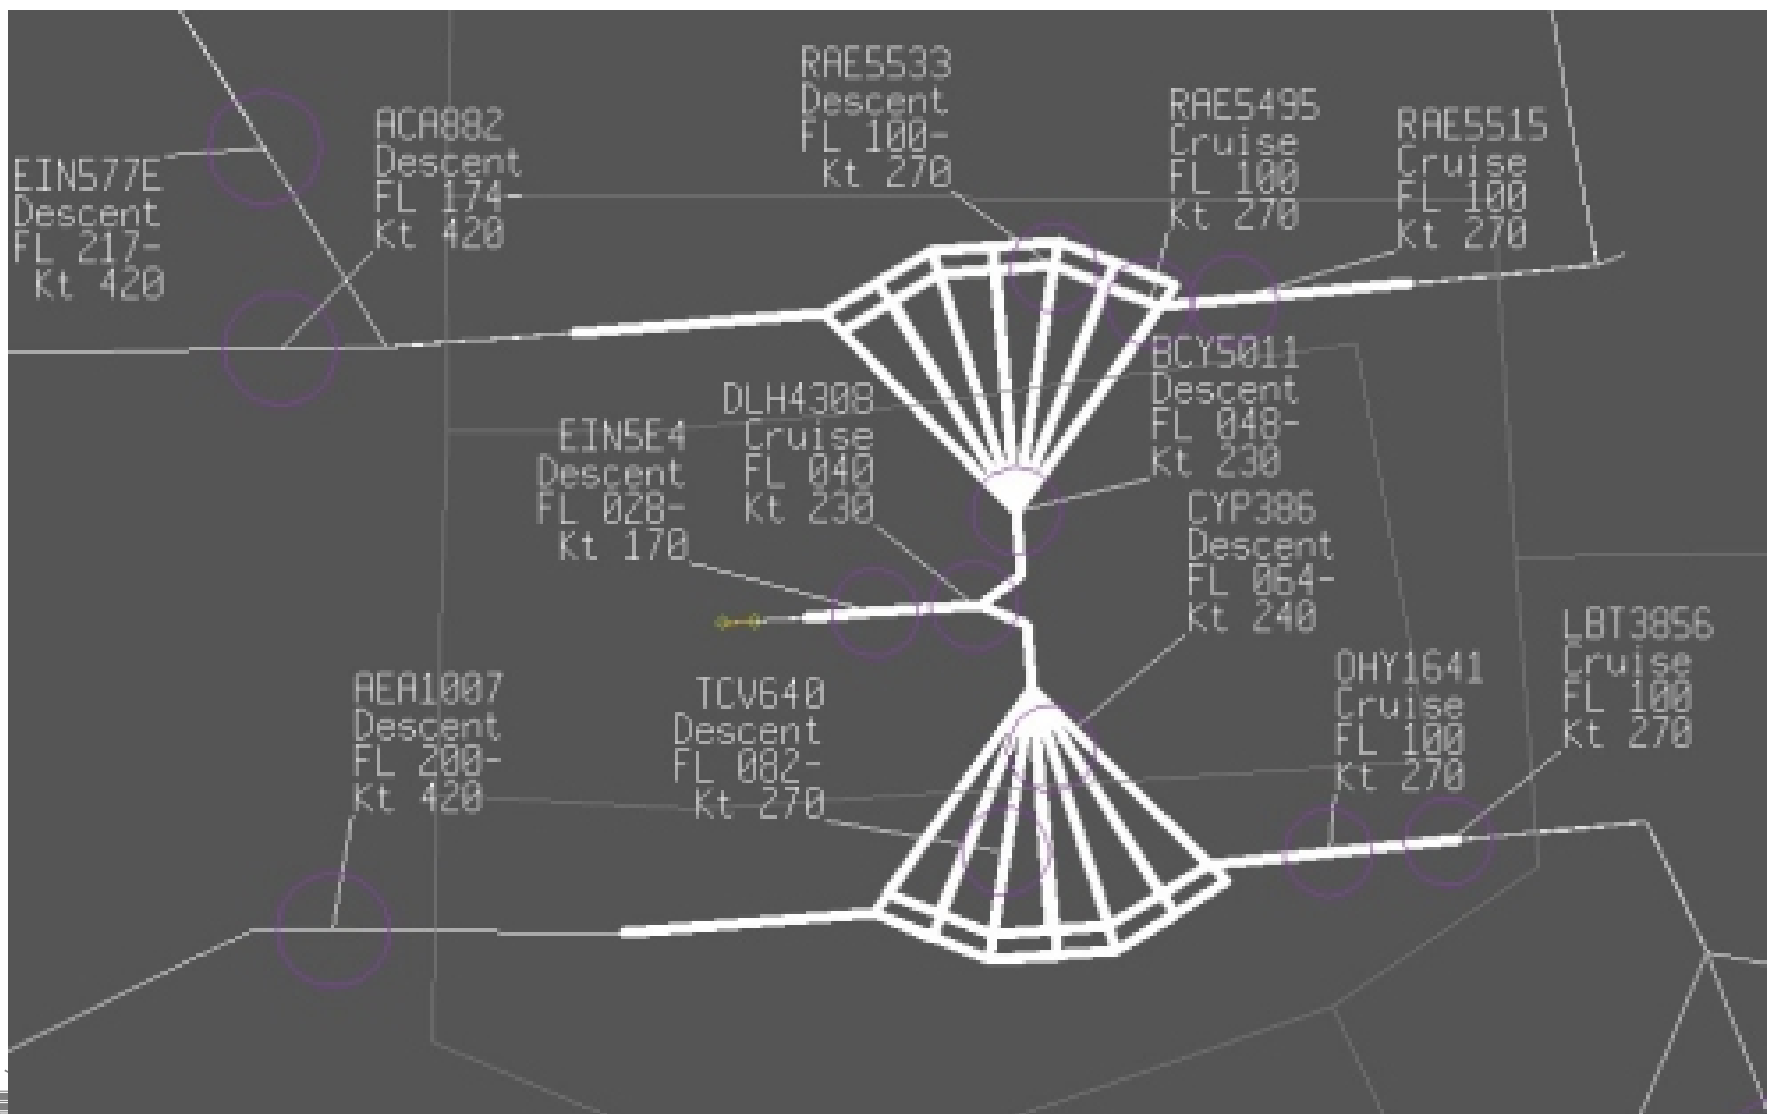 RAE5533
Descent
FL 100-
Kt 270
RAE5495
Cruise
FL 100
Kt 270
RAE5515
Cruise
FL 100
Kt 270
ACA882
Descent
FL 174-
Kt 420
EIN577E
Descent
FL 217-
Kt 420
BCY5011
Descent
FL 048-
Kt 230
DLH4308
Cruise
FL 040
Kt 230
EIN5E4
Descent
FL 028-
Kt 170
CYP386
Descent
FL 064-
Kt 240
LBT3856
Cruise
FL 100
Kt 270
OHY1641
Cruise
FL 100
Kt 270
AEA1007
Descent
FL 200-
Kt 420
TCW640
Descent
FL 082-
Kt 270